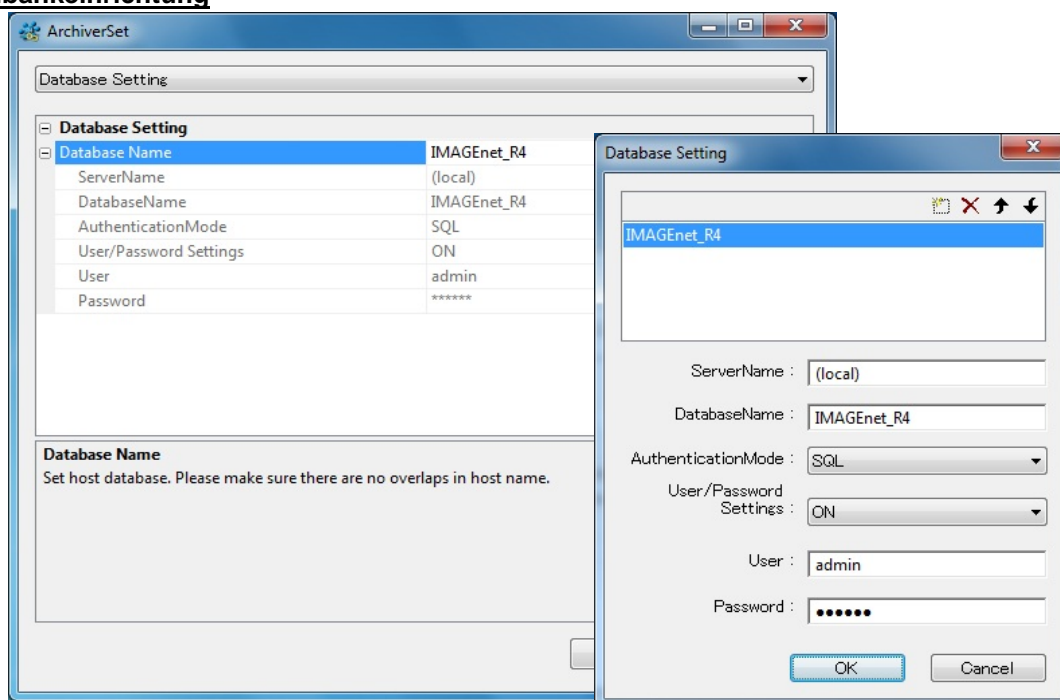 ArchiverSet
Database Setting
Database Setting
Database Name IMAGEnet_R4
ServerName (local)
DatabaseName IMAGEnet_R4
AuthenticationMode SQL
User/Password Settings ON
User admin
Password ******
Database Name
Set host database. Please make sure there are no overlaps in host name.
Database Setting
IMAGEnet_R4
ServerName : (local)
DatabaseName : IMAGEnet_R4
AuthenticationMode : SQL
User/Password
Settings : ON
User : admin
Password : ●●●●●●
OK Cancel